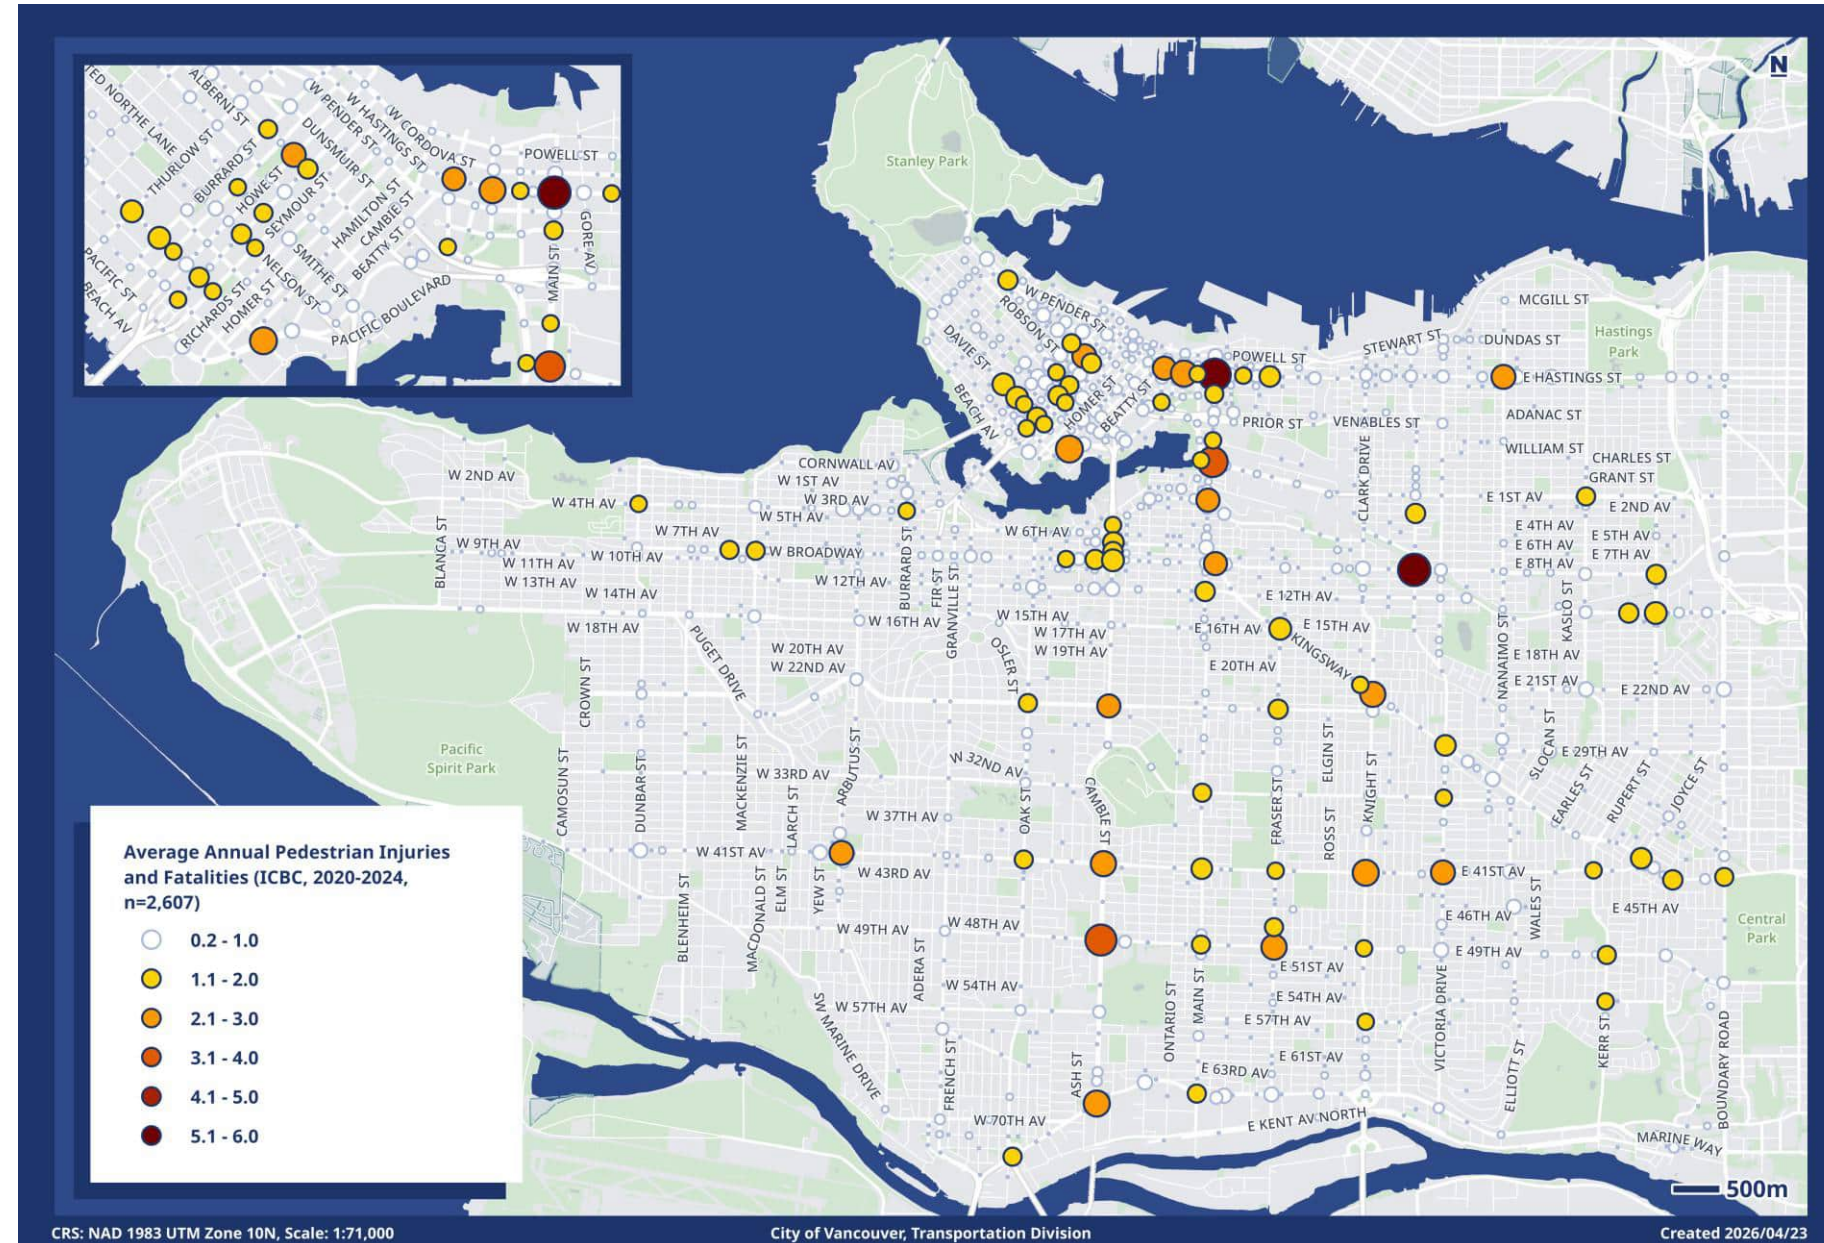 N
TED NORTHE LANE
ALBERNI ST
THURLOW ST
BURRARD ST
HOWE ST
SEYMOUR ST
W PENDER ST
W HASTINGS ST
W CORDOVA ST
DUNSMUIR ST
HAMILTON ST
CAMBIE ST
BEATTY ST
SMITHE ST
NELSON ST
POWELL ST
GORE AV
MAIN ST
PACIFIC ST
BEACH AV
RICHARDS ST
HOMER ST
PACIFIC BOULEVARD
Stanley Park
W PENDER ST
ROBSON ST
DAVIE ST
BEACH AV
HOMER ST
BEATTY ST
POWELL ST
STEWART ST
MCGILL ST
DUNDAS ST
Hastings
Park
E HASTINGS ST
PRIOR ST
VENABLES ST
ADANAC ST
WILLIAM ST
CHARLES ST
GRANT ST
CLARK DRIVE
E 1ST AV
E 2ND AV
E 4TH AV
E 5TH AV
E 6TH AV
E 7TH AV
E 8TH AV
CORNWALL AV
W 1ST AV
W 2ND AV
W 3RD AV
W 4TH AV
W 5TH AV
W 6TH AV
W 7TH AV
W 9TH AV
W 10TH AV
W BROADWAY
W 11TH AV
W 13TH AV
W 12TH AV
W 14TH AV
BLANCA ST
BURRARD ST
FIR ST
GRANVILLE ST
E 12TH AV
W 15TH AV
W 16TH AV
W 17TH AV
W 18TH AV
W 19TH AV
E 16TH AV
E 15TH AV
KINGSWAY
KASLO ST
NANAIMO ST
E 18TH AV
W 20TH AV
W 22ND AV
E 20TH AV
E 21ST AV
E 22ND AV
PUGET DRIVE
OSLER ST
CROWN ST
Pacific
Spirit Park
CAMOSUN ST
DUNBAR ST
MACKENZIE ST
ARBUTUS ST
LARCH ST
W 33RD AV
W 32ND AV
CAMBIE ST
OAK ST
FRASER ST
ELGIN ST
ROSS ST
KNIGHT ST
SLOCAN ST
E 29TH AV
EARLES ST
RUPERT ST
JOYCE ST
W 37TH AV
W 41ST AV
W 43RD AV
E 41ST AV
BLENHEIM ST
MACDONALD ST
ELM ST
YEW ST
W 48TH AV
W 49TH AV
ADERA ST
E 46TH AV
WALES ST
E 45TH AV
Central
Park
E 49TH AV
E 51ST AV
W 54TH AV
E 54TH AV
W 57TH AV
E 57TH AV
SW MARINE DRIVE
FRENCH ST
ASH ST
ONTARIO ST
MAIN ST
E 61ST AV
E 63RD AV
VICTORIA DRIVE
ELLIOTT ST
KERR ST
BOUNDARY ROAD
W 70TH AV
E KENT AV NORTH
MARINE WAY
Average Annual Pedestrian Injuries
and Fatalities (ICBC, 2020-2024,
n=2,607)
0.2 - 1.0
1.1 - 2.0
2.1 - 3.0
3.1 - 4.0
4.1 - 5.0
5.1 - 6.0
500m
CRS: NAD 1983 UTM Zone 10N, Scale: 1:71,000
City of Vancouver, Transportation Division
Created 2026/04/23